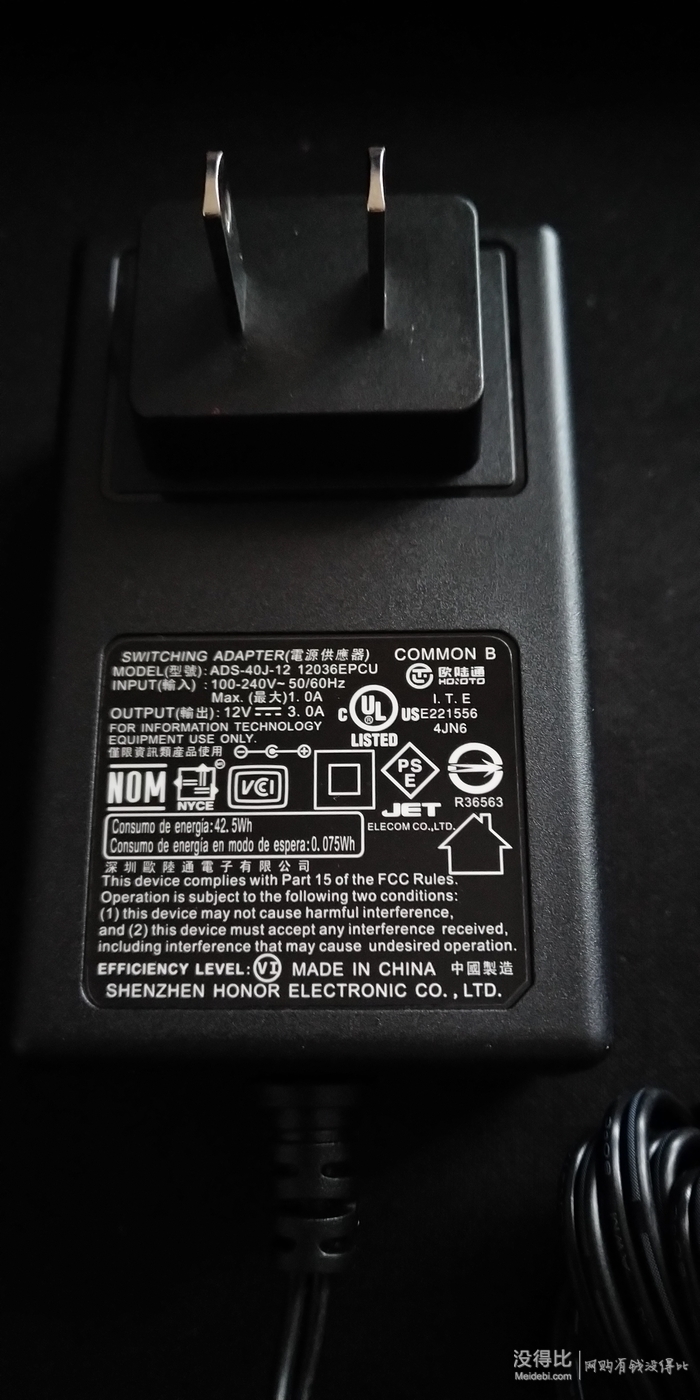 SWITCHING ADAPTER(電源供應器) COMMON B
MODEL(型號): ADS-40J-12 12036EPCU
歐陸通
HONOTO
INPUT(輸入) : 100-240V~ 50/60Hz
Max. (最大)1. 0A
OUTPUT(輸出): 12V 3. 0A
C UL US
LISTED
I. T. E
E221556
4JN6
FOR INFORMATION TECHNOLOGY
EQUIPMENT USE ONLY.
僅限資訊類產品使用
NOM
NYCE
VCCI
PS
E
JET
R36563
ELECOM CO.,LTD.
Consumo de energía: 42. 5Wh
Consumo de energía en modo de espera: 0. 075Wh
深圳歐陸通電子有限公司
This device complies with Part 15 of the FCC Rules.
Operation is subject to the following two conditions:
(1) this device may not cause harmful interference,
and (2) this device must accept any interference received,
including interference that may cause undesired operation.
EFFICIENCY LEVEL: VI MADE IN CHINA 中國製造
SHENZHEN HONOR ELECTRONIC CO. , LTD.
没得比
Meidebi.com
网购有钱没得比